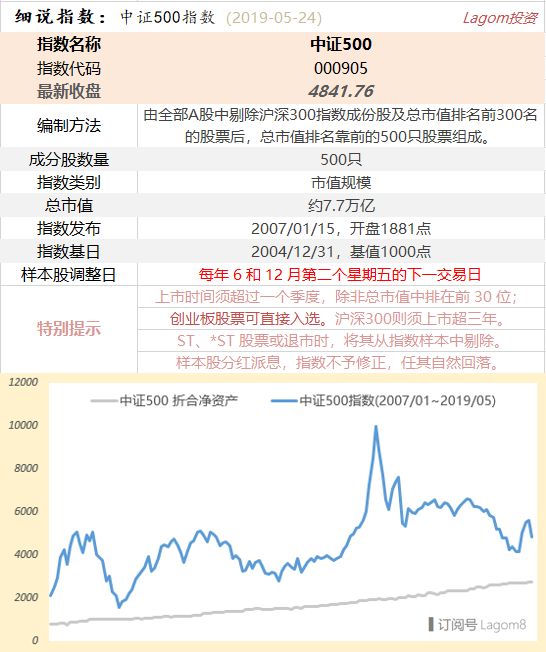 细说指数：中证500指数 (2019-05-24) Lagom投资
指数名称 中证500
指数代码 000905
最新收盘 4841.76
编制方法 由全部A股中剔除沪深300指数成份股及总市值排名前300名
的股票后，总市值排名靠前的500只股票组成。
成分股数量 500只
指数类别 市值规模
总市值 约7.7万亿
指数发布 2007/01/15，开盘1881点
指数基日 2004/12/31，基值1000点
样本股调整日 每年 6 和 12 月第二个星期五的下一交易日
特别提示
上市时间须超过一个季度，除非总市值中排在前 30 位；
创业板股票可直接入选。沪深300则须上市超三年。
ST、*ST 股票或退市时，将其从指数样本中剔除。
样本股分红派息，指数不予修正，任其自然回落。
12000
中证500 折合净资产 中证500指数(2007/01~2019/05)
10000
8000
6000
4000
2000
0
订阅号 Lagom8